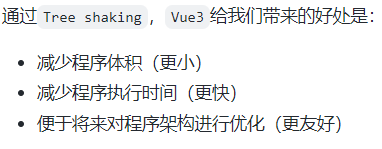 通过 Tree shaking ，Vue3 给我们带来的好处是：
• 减少程序体积（更小）
• 减少程序执行时间（更快）
• 便于将来对程序架构进行优化（更友好）